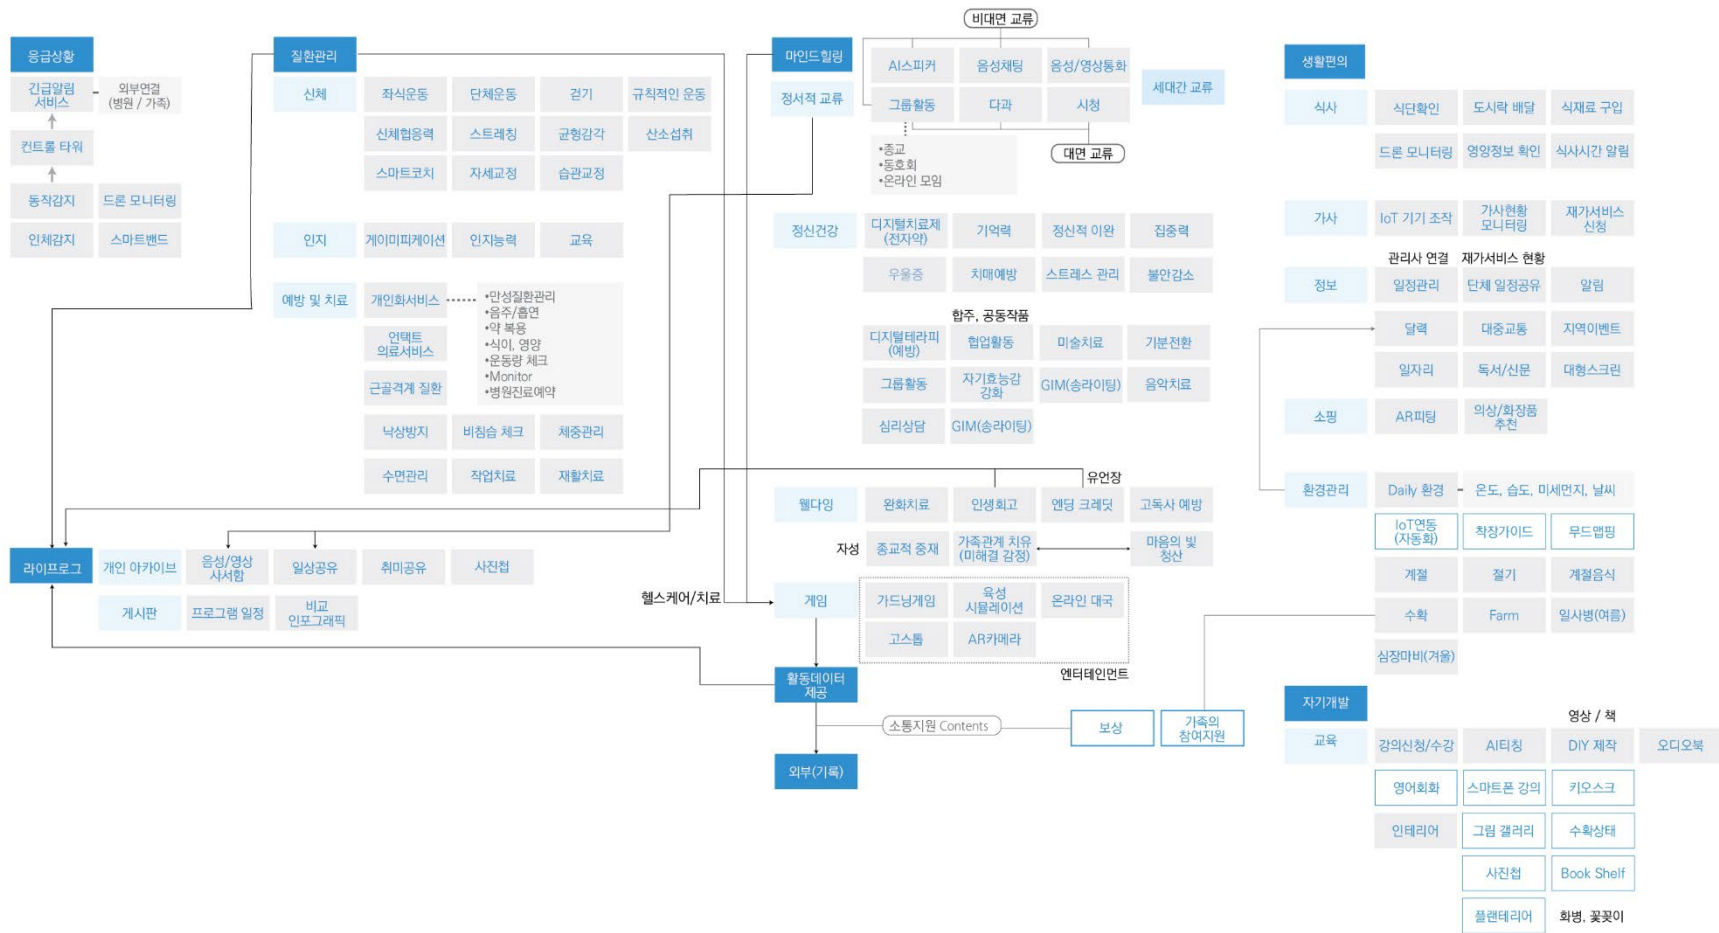 응급상황
긴급알림
서비스
외부연결
(병원 / 가족)
컨트롤 타워
동작감지
드론 모니터링
인체감지
스마트밴드
질환관리
신체
좌식운동
단체운동
걷기
규칙적인 운동
신체협응력
스트레칭
균형감각
산소섭취
스마트코치
자세교정
습관교정
인지
게이미피케이션
인지능력
교육
예방 및 치료
개인화서비스
•만성질환관리
•음주/흡연
•약 복용
•식이, 영양
•운동량 체크
•Monitor
•병원진료예약
언택트
의료서비스
근골격계 질환
낙상방지
비침습 체크
체중관리
수면관리
작업치료
재활치료
라이프로그
개인 아카이브
음성/영상
사서함
일상공유
취미공유
사진첩
게시판
프로그램 일정
비교
인포그래픽
비대면 교류
마인드힐링
AI스피커
음성채팅
음성/영상통화
정서적 교류
그룹활동
다과
시청
세대간 교류
•종교
•동호회
•온라인 모임
대면 교류
정신건강
디지털치료제
(전자약)
기억력
정신적 이완
집중력
우울증
치매예방
스트레스 관리
불안감소
합주, 공동작품
디지털테라피
(예방)
협업활동
미술치료
기분전환
그룹활동
자기효능감
강화
GIM(송라이팅)
음악치료
심리상담
GIM(송라이팅)
유언장
웰다잉
완화치료
인생회고
엔딩 크레딧
고독사 예방
자성
종교적 중재
가족관계 치유
(미해결 감정)
마음의 빛
청산
헬스케어/치료
게임
가드닝게임
육성
시뮬레이션
온라인 대국
고스톱
AR카메라
엔터테인먼트
활동데이터
제공
소통지원 Contents
보상
가족의
참여지원
외부(기록)
생활편의
식사
식단확인
도시락 배달
식재료 구입
드론 모니터링
영양정보 확인
식사시간 알림
가사
IoT 기기 조작
가사현황
모니터링
재가서비스
신청
관리사 연결
재가서비스 현황
정보
일정관리
단체 일정공유
알림
달력
대중교통
지역이벤트
일자리
독서/신문
대형스크린
쇼핑
AR피팅
의상/화장품
추천
환경관리
Daily 환경
온도, 습도, 미세먼지, 날씨
IoT연동
(자동화)
착장가이드
무드맵핑
계절
절기
계절음식
수확
Farm
일사병(여름)
심장마비(겨울)
자기개발
영상 / 책
교육
강의신청/수강
AI티칭
DIY 제작
오디오북
영어회화
스마트폰 강의
키오스크
인테리어
그림 갤러리
수확상태
사진첩
Book Shelf
플랜테리어
화병, 꽃꽂이